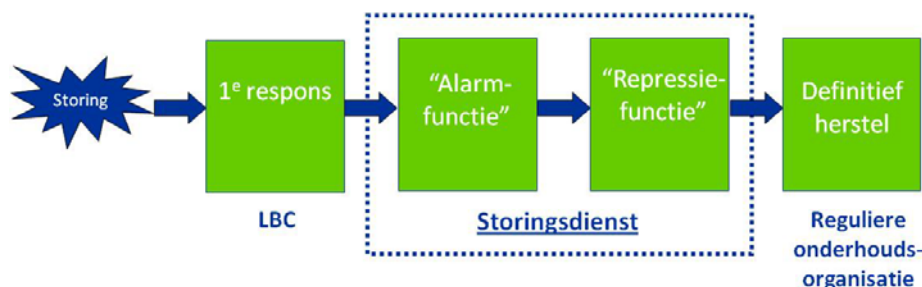 Storing
1e respons
"Alarm-
functie"
"Repressie-
functie"
Definitief
herstel
LBC
Storingsdienst
Reguliere
onderhouds-
organisatie